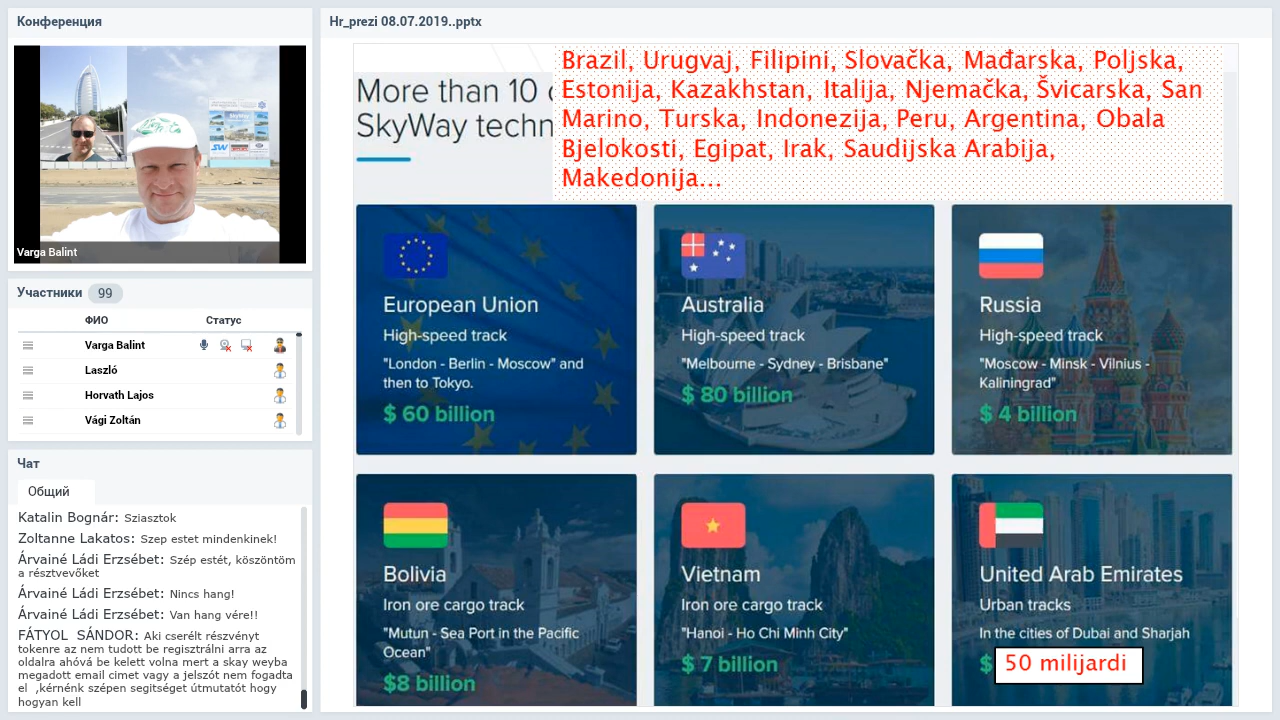 Конференция
Varga Balint
Участники 99
ФИО Статус
Varga Balint
Laszló
Horvath Lajos
Vági Zoltán
Чат
Общий
Katalin Bognár: Sziasztok
Zoltanne Lakatos: Szep estet mindenkinek!
Árvainé Ládi Erzsébet: Szép estét, köszöntöm
a résztvevőket
Árvainé Ládi Erzsébet: Nincs hang!
Árvainé Ládi Erzsébet: Van hang vére!!
FÁTYOL SÁNDOR: Aki cserélt részvényt
tokenre az nem tudott be regisztrálni arra az
oldalra ahóvá be kelett volna mert a skay weyba
megadott email cimet vagy a jelszót nem fogadta
el ,kérnénk szépen segitséget útmutatót hogy
hogyan kell
Hr_prezi 08.07.2019..pptx
More than 10
SkyWay techn
Brazil, Urugvaj, Filipini, Slovačka, Mađarska, Poljska,
Estonija, Kazakhstan, Italija, Njemačka, Švicarska, San
Marino, Turska, Indonezija, Peru, Argentina, Obala
Bjelokosti, Egipat, Irak, Saudijska Arabija,
Makedonija...
European Union
High-speed track
"London - Berlin - Moscow" and
then to Tokyo.
$ 60 billion
Australia
High-speed track
"Melbourne - Sydney - Brisbane"
$ 80 billion
Russia
High-speed track
"Moscow - Minsk - Vilnius -
Kaliningrad"
$ 4 billion
Bolivia
Iron ore cargo track
"Mutun - Sea Port in the Pacific
Ocean"
$8 billion
Vietnam
Iron ore cargo track
"Hanoi - Ho Chi Minh City"
$ 7 billion
United Arab Emirates
Urban tracks
In the cities of Dubai and Sharjah
$ 50 milijardi
SkyWay
SW